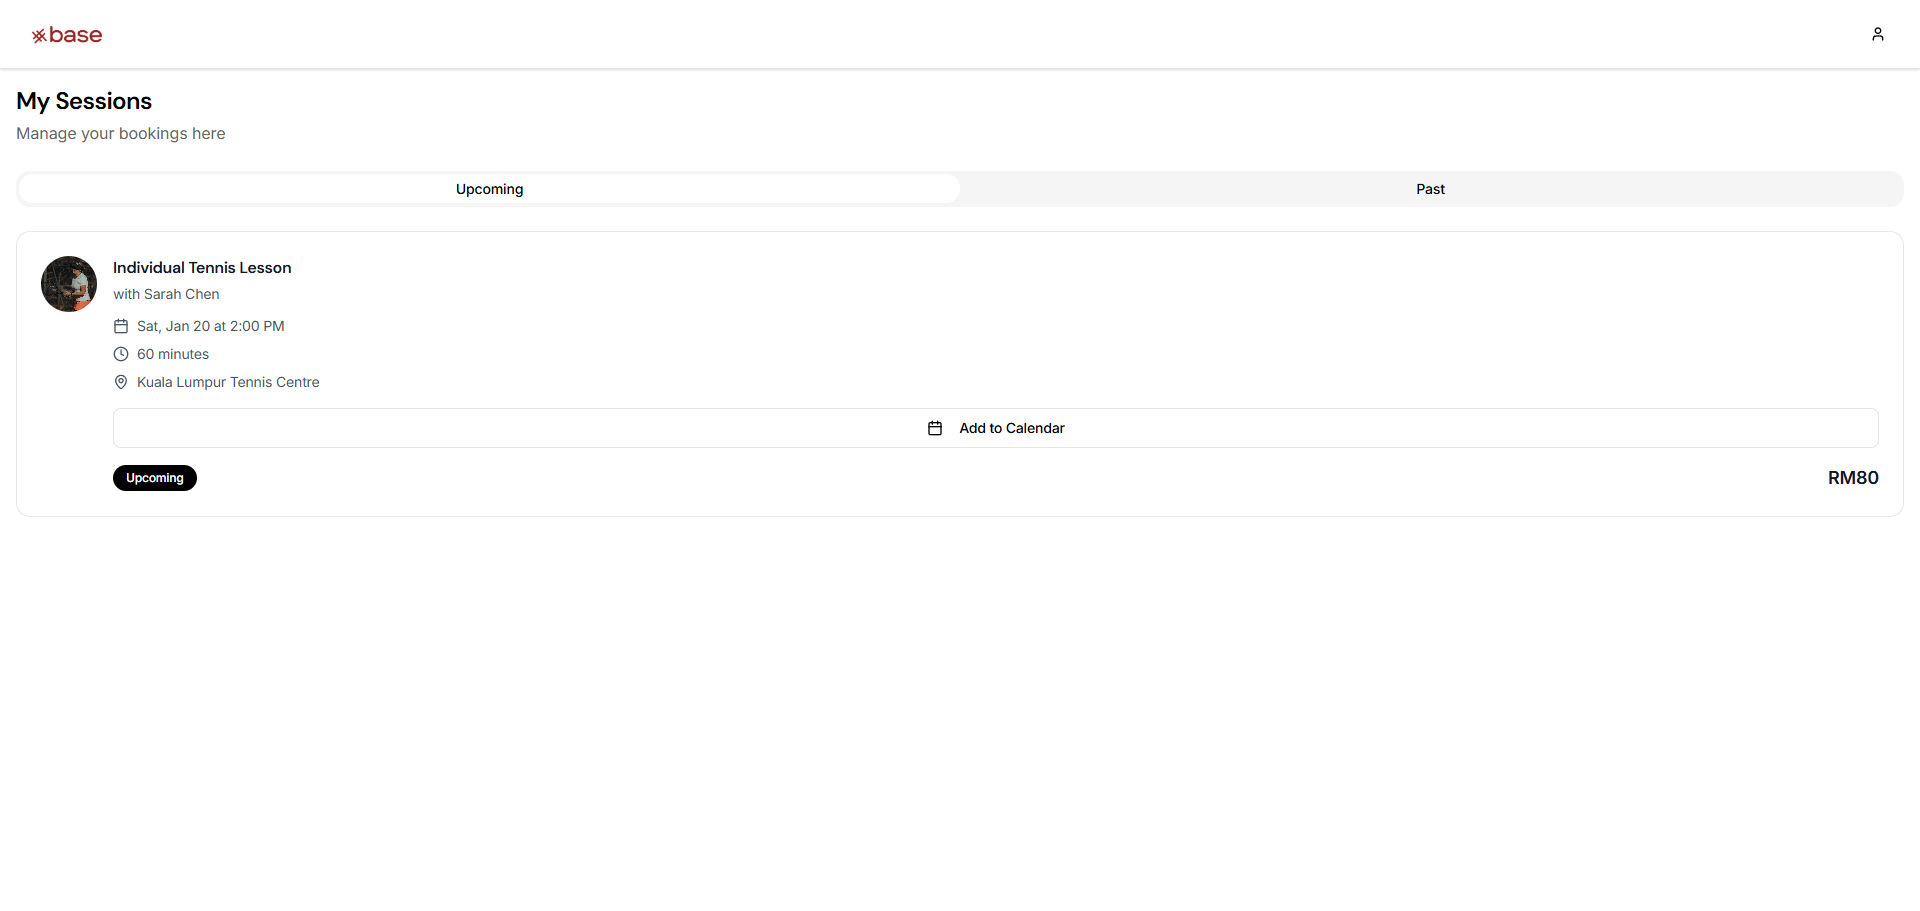 base
My Sessions
Manage your bookings here
Upcoming
Past
Individual Tennis Lesson
with Sarah Chen
Sat, Jan 20 at 2:00 PM
60 minutes
Kuala Lumpur Tennis Centre
Add to Calendar
Upcoming
RM80